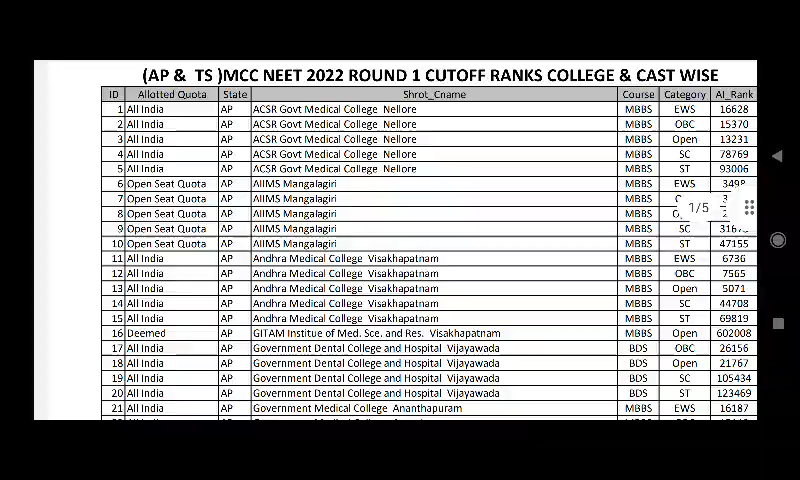 (AP & TS )MCC NEET 2022 ROUND 1 CUTOFF RANKS COLLEGE & CAST WISE
ID Allotted Quota State Shrot_Cname Course Category AI_Rank
1 All India AP ACSR Govt Medical College Nellore MBBS EWS 16628
2 All India AP ACSR Govt Medical College Nellore MBBS OBC 15370
3 All India AP ACSR Govt Medical College Nellore MBBS Open 13231
4 All India AP ACSR Govt Medical College Nellore MBBS SC 78769
5 All India AP ACSR Govt Medical College Nellore MBBS ST 93006
6 Open Seat Quota AP AIIMS Mangalagiri MBBS EWS
7 Open Seat Quota AP AIIMS Mangalagiri MBBS
1/5
8 Open Seat Quota AP AIIMS Mangalagiri MBBS
9 Open Seat Quota AP AIIMS Mangalagiri MBBS SC
10 Open Seat Quota AP AIIMS Mangalagiri MBBS ST 47155
11 All India AP Andhra Medical College Visakhapatnam MBBS EWS 6736
12 All India AP Andhra Medical College Visakhapatnam MBBS OBC 7565
13 All India AP Andhra Medical College Visakhapatnam MBBS Open 5071
14 All India AP Andhra Medical College Visakhapatnam MBBS SC 44708
15 All India AP Andhra Medical College Visakhapatnam MBBS ST 69819
16 Deemed AP GITAM Institue of Med. Sce. and Res. Visakhapatnam MBBS Open 602008
17 All India AP Government Dental College and Hospital Vijayawada BDS OBC 26156
18 All India AP Government Dental College and Hospital Vijayawada BDS Open 21767
19 All India AP Government Dental College and Hospital Vijayawada BDS SC 105434
20 All India AP Government Dental College and Hospital Vijayawada BDS ST 123469
21 All India AP Government Medical College Ananthapuram MBBS EWS 16187